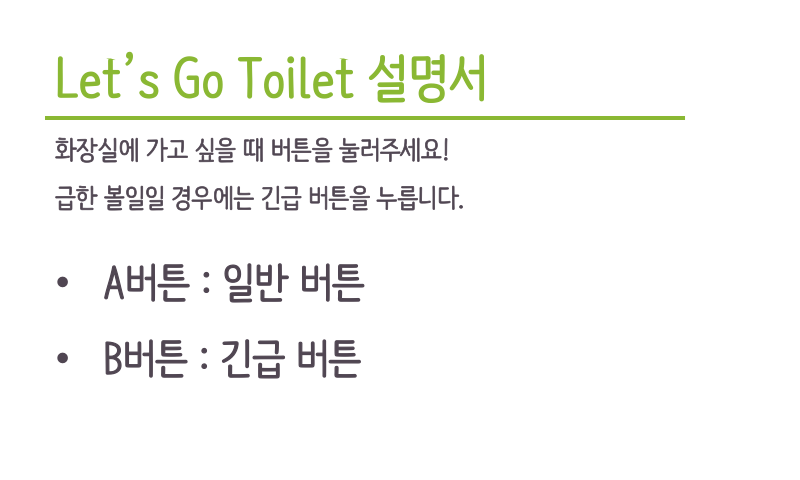 Let's Go Toilet 설명서
화장실에 가고 싶을 때 버튼을 눌러주세요!
급한 볼일일 경우에는 긴급 버튼을 누릅니다.
• A버튼 : 일반 버튼
• B버튼 : 긴급 버튼